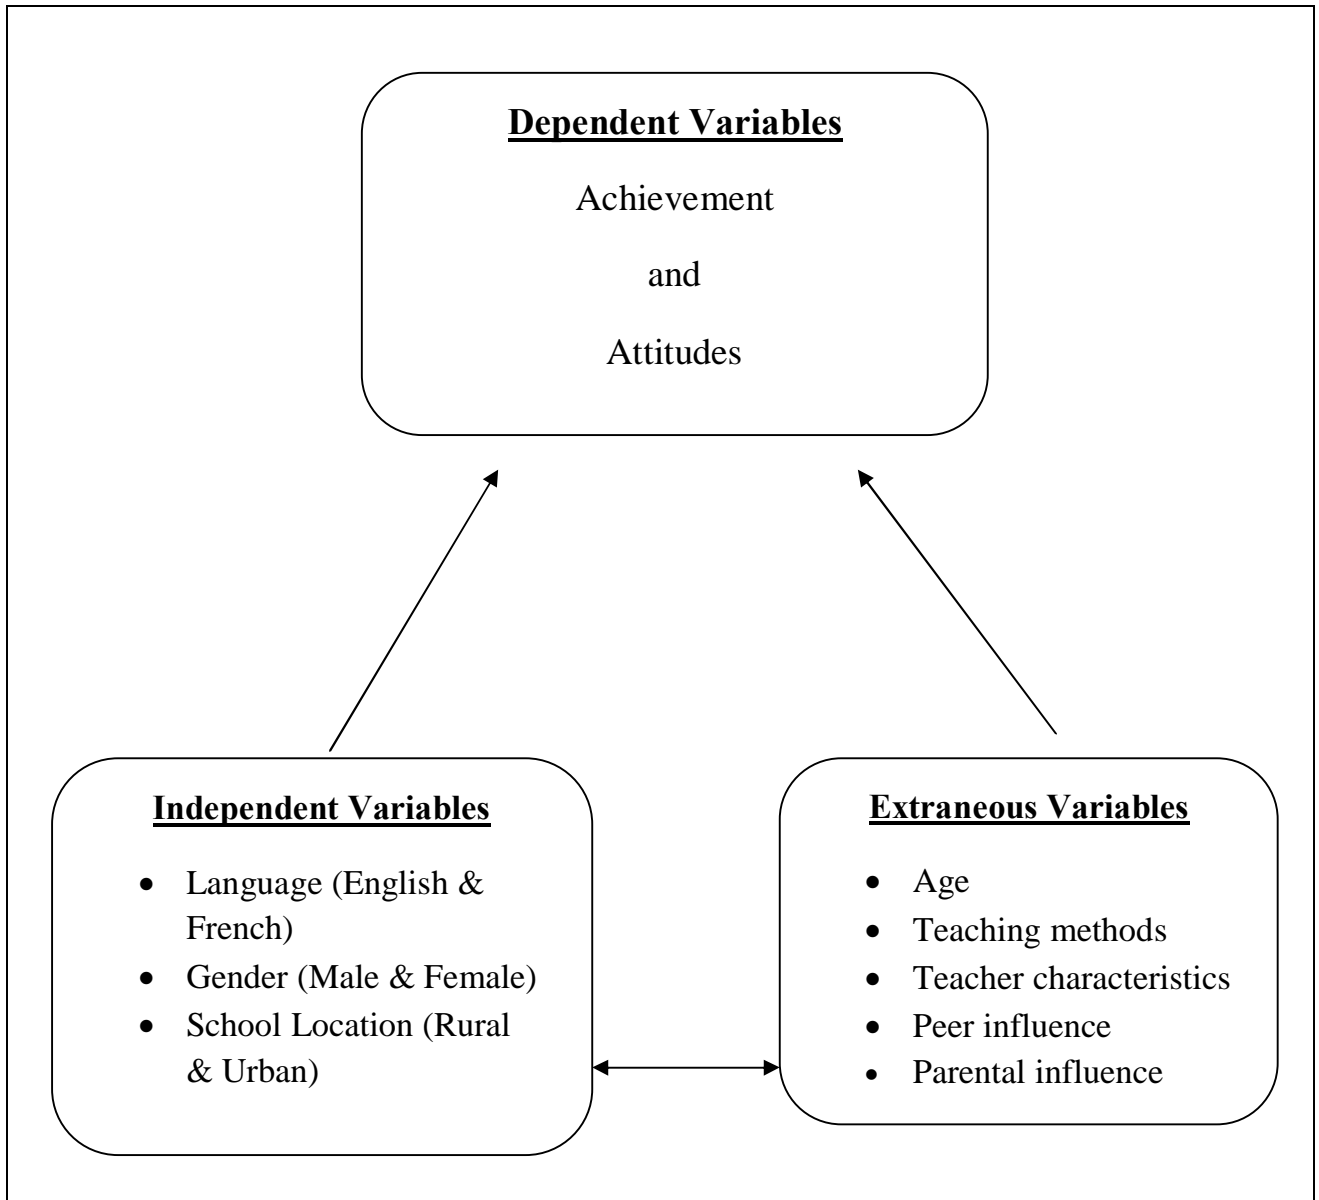 Dependent Variables
Achievement
and
Attitudes
Independent Variables
• Language (English &
French)
• Gender (Male & Female)
• School Location (Rural
& Urban)
Extraneous Variables
• Age
• Teaching methods
• Teacher characteristics
• Peer influence
• Parental influence